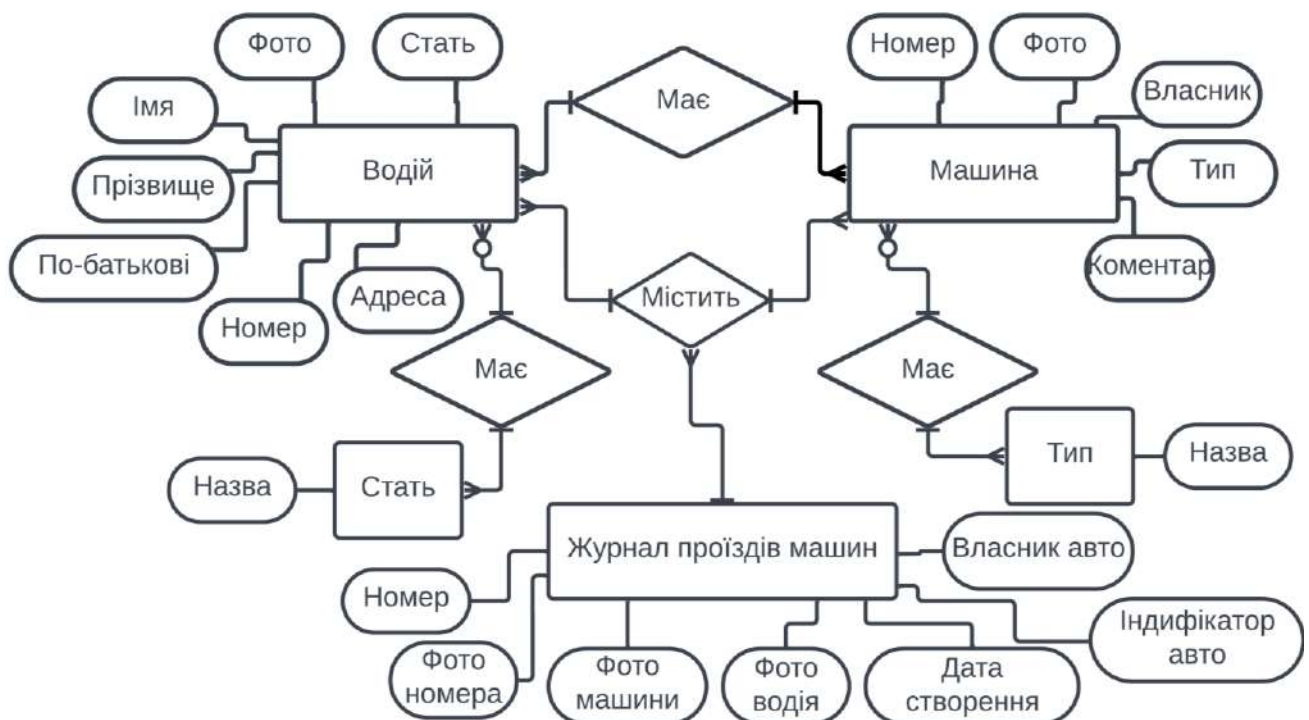 Фото
Стать
Номер
Фото
Має
Імя
Власник
Водій
Машина
Прізвище
Тип
По-батькові
Адреса
Містить
Коментар
Номер
Має
Має
Тип
Назва
Назва
Стать
Журнал проїздів машин
Власник авто
Номер
Індифікатор
авто
Фото
номера
Фото
машини
Фото
водія
Дата
створення